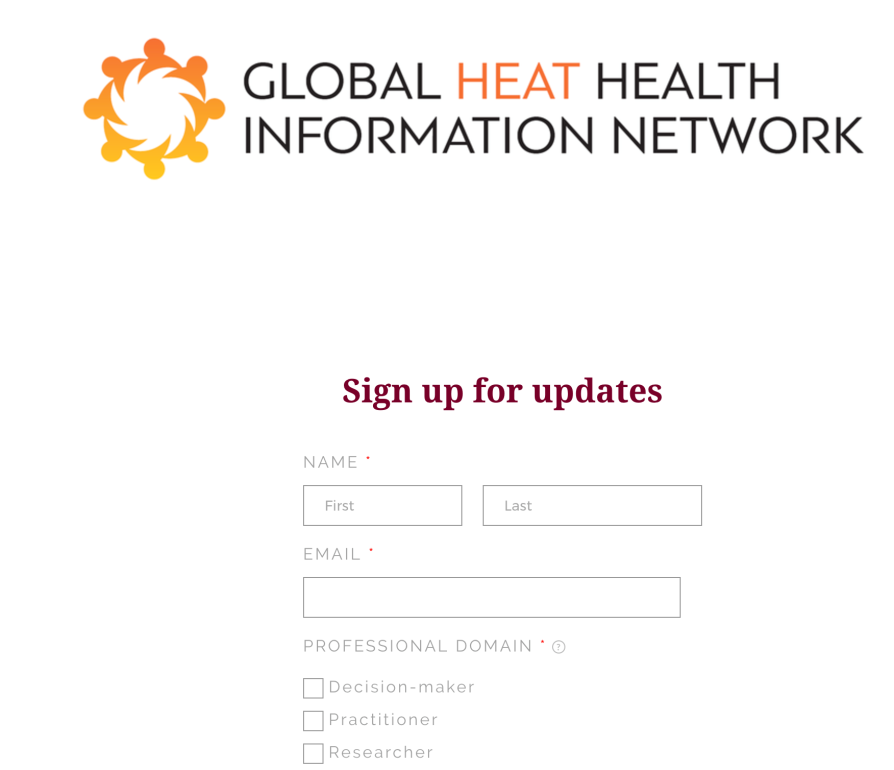 GLOBAL HEAT HEALTH
INFORMATION NETWORK
Sign up for updates
NAME *
First Last
EMAIL *
PROFESSIONAL DOMAIN * ?
Decision-maker
Practitioner
Researcher